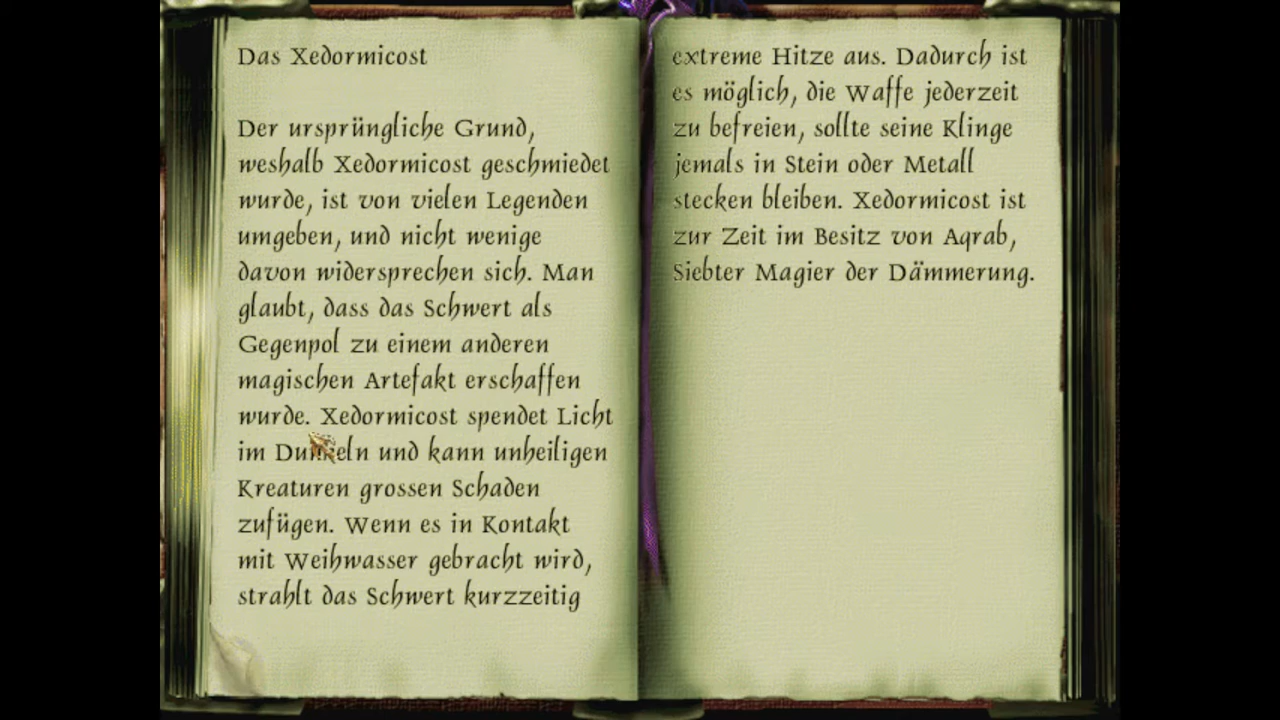 Das Xedormicost
Der ursprüngliche Grund,
weshalb Xedormicost geschmiedet
wurde, ist von vielen Legenden
umgeben, und nicht wenige
davon widersprechen sich. Man
glaubt, dass das Schwert als
Gegenpol zu einem anderen
magischen Artefakt erschaffen
wurde. Xedormicost spendet Licht
im Dunkeln und kann unheiligen
Kreaturen grossen Schaden
zufügen. Wenn es in Kontakt
mit Weihwasser gebracht wird,
strahlt das Schwert kurzzeitig
extreme Hitze aus. Dadurch ist
es möglich, die Waffe jederzeit
zu befreien, sollte seine Klinge
jemals in Stein oder Metall
stecken bleiben. Xedormicost ist
zur Zeit im Besitz von Aqrab,
Siebter Magier der Dämmerung.